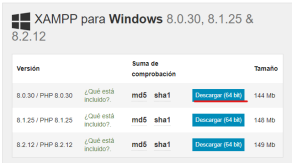 XAMPP para Windows 8.0.30, 8.1.25 &
8.2.12
Versión Suma de comprobación Tamaño
8.0.30 / PHP 8.0.30 ¿Qué está incluido? md5 sha1 Descargar (64 bit) 144 Mb
8.1.25 / PHP 8.1.25 ¿Qué está incluido? md5 sha1 Descargar (64 bit) 148 Mb
8.2.12 / PHP 8.2.12 ¿Qué está incluido? md5 sha1 Descargar (64 bit) 149 Mb